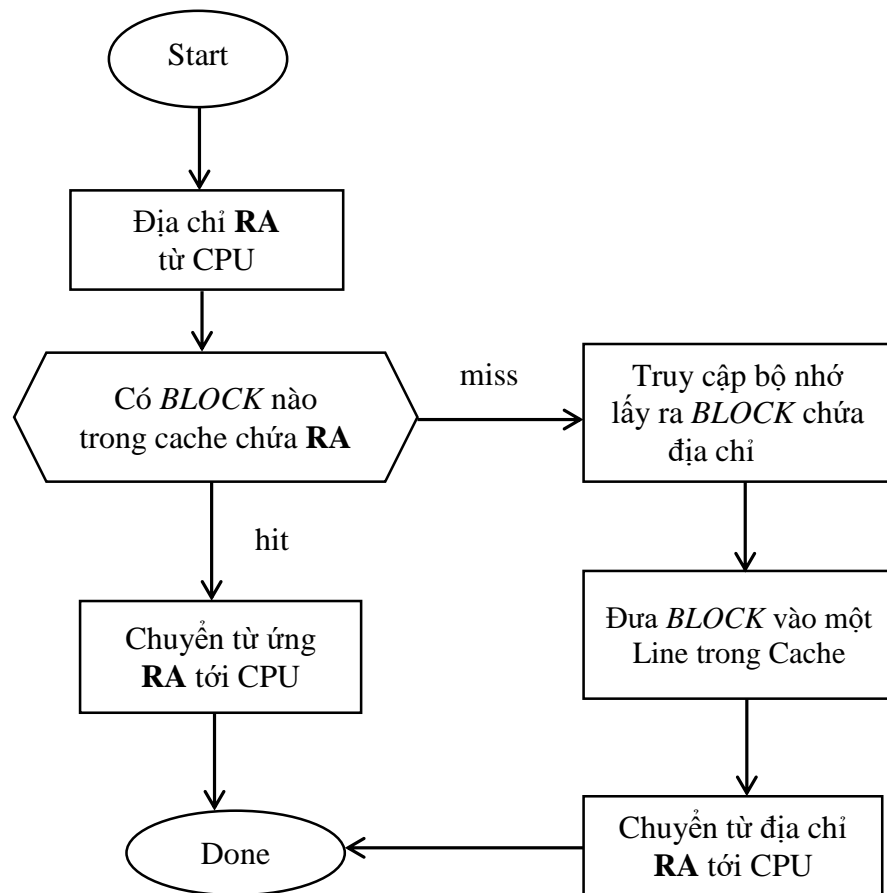 Start
Địa chỉ RA
từ CPU
Có BLOCK nào
trong cache chứa RA
miss
Truy cập bộ nhớ
lấy ra BLOCK chứa
địa chỉ
hit
Chuyển từ ứng
RA tới CPU
Đưa BLOCK vào một
Line trong Cache
Chuyển từ địa chỉ
RA tới CPU
Done